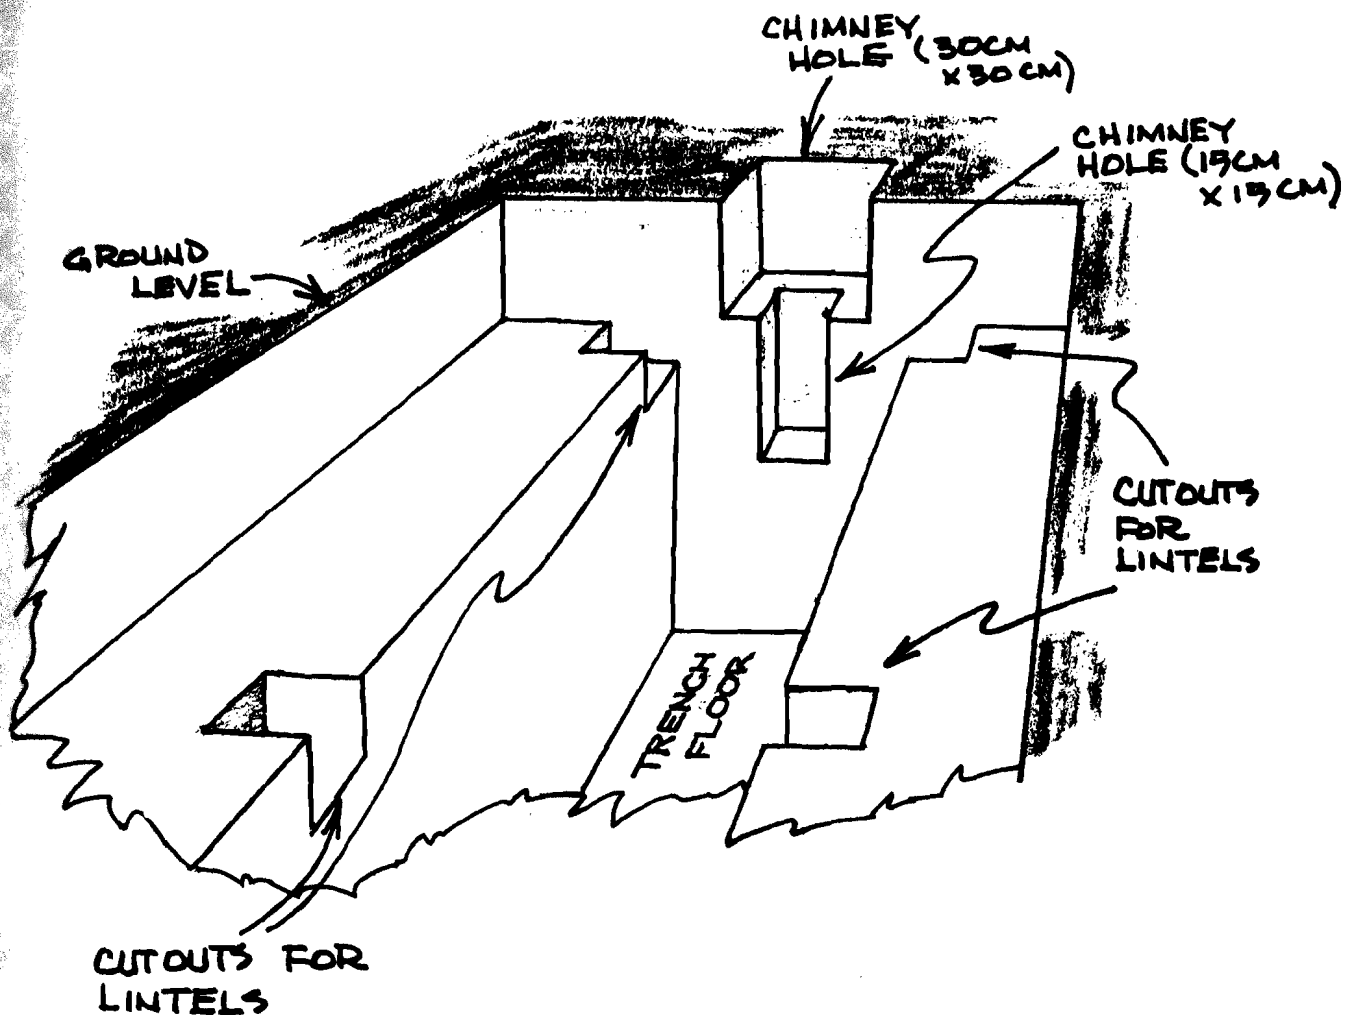 CHIMNEY
HOLE (30CM
X 30 CM)
CHIMNEY
HOLE (15CM
X 15 CM)
GROUND
LEVEL
CUTOUTS
FOR
LINTELS
TRENCH
FLOOR
CUTOUTS FOR
LINTELS